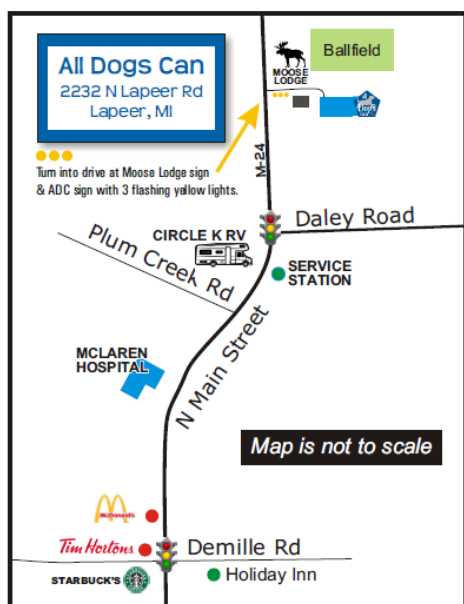 All Dogs Can
2232 N Lapeer Rd
Lapeer, MI
Turn into drive at Moose Lodge sign
& ADC sign with 3 flashing yellow lights.
MOOSE
LODGE
Ballfield
M-24
Daley Road
CIRCLE K RV
Plum Creek Rd
SERVICE
STATION
N Main Street
MCLAREN
HOSPITAL
Map is not to scale
McDonald's
Tim Hortons
Demille Rd
STARBUCK'S
Holiday Inn